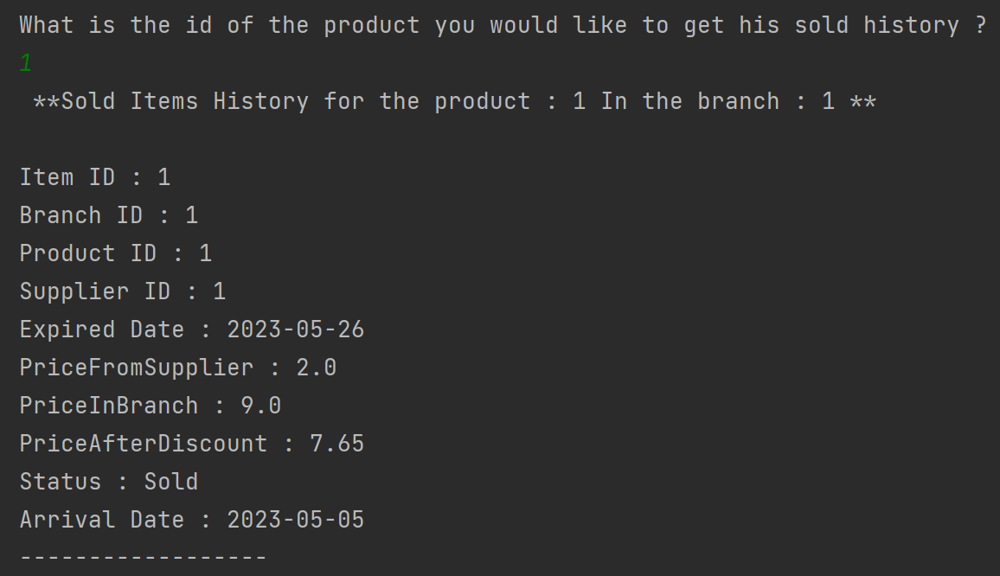 What is the id of the product you would like to get his sold history ?
1
**Sold Items History for the product : 1 In the branch : 1 **
Item ID : 1
Branch ID : 1
Product ID : 1
Supplier ID : 1
Expired Date : 2023-05-26
PriceFromSupplier : 2.0
PriceInBranch : 9.0
PriceAfterDiscount : 7.65
Status : Sold
Arrival Date : 2023-05-05
------------------